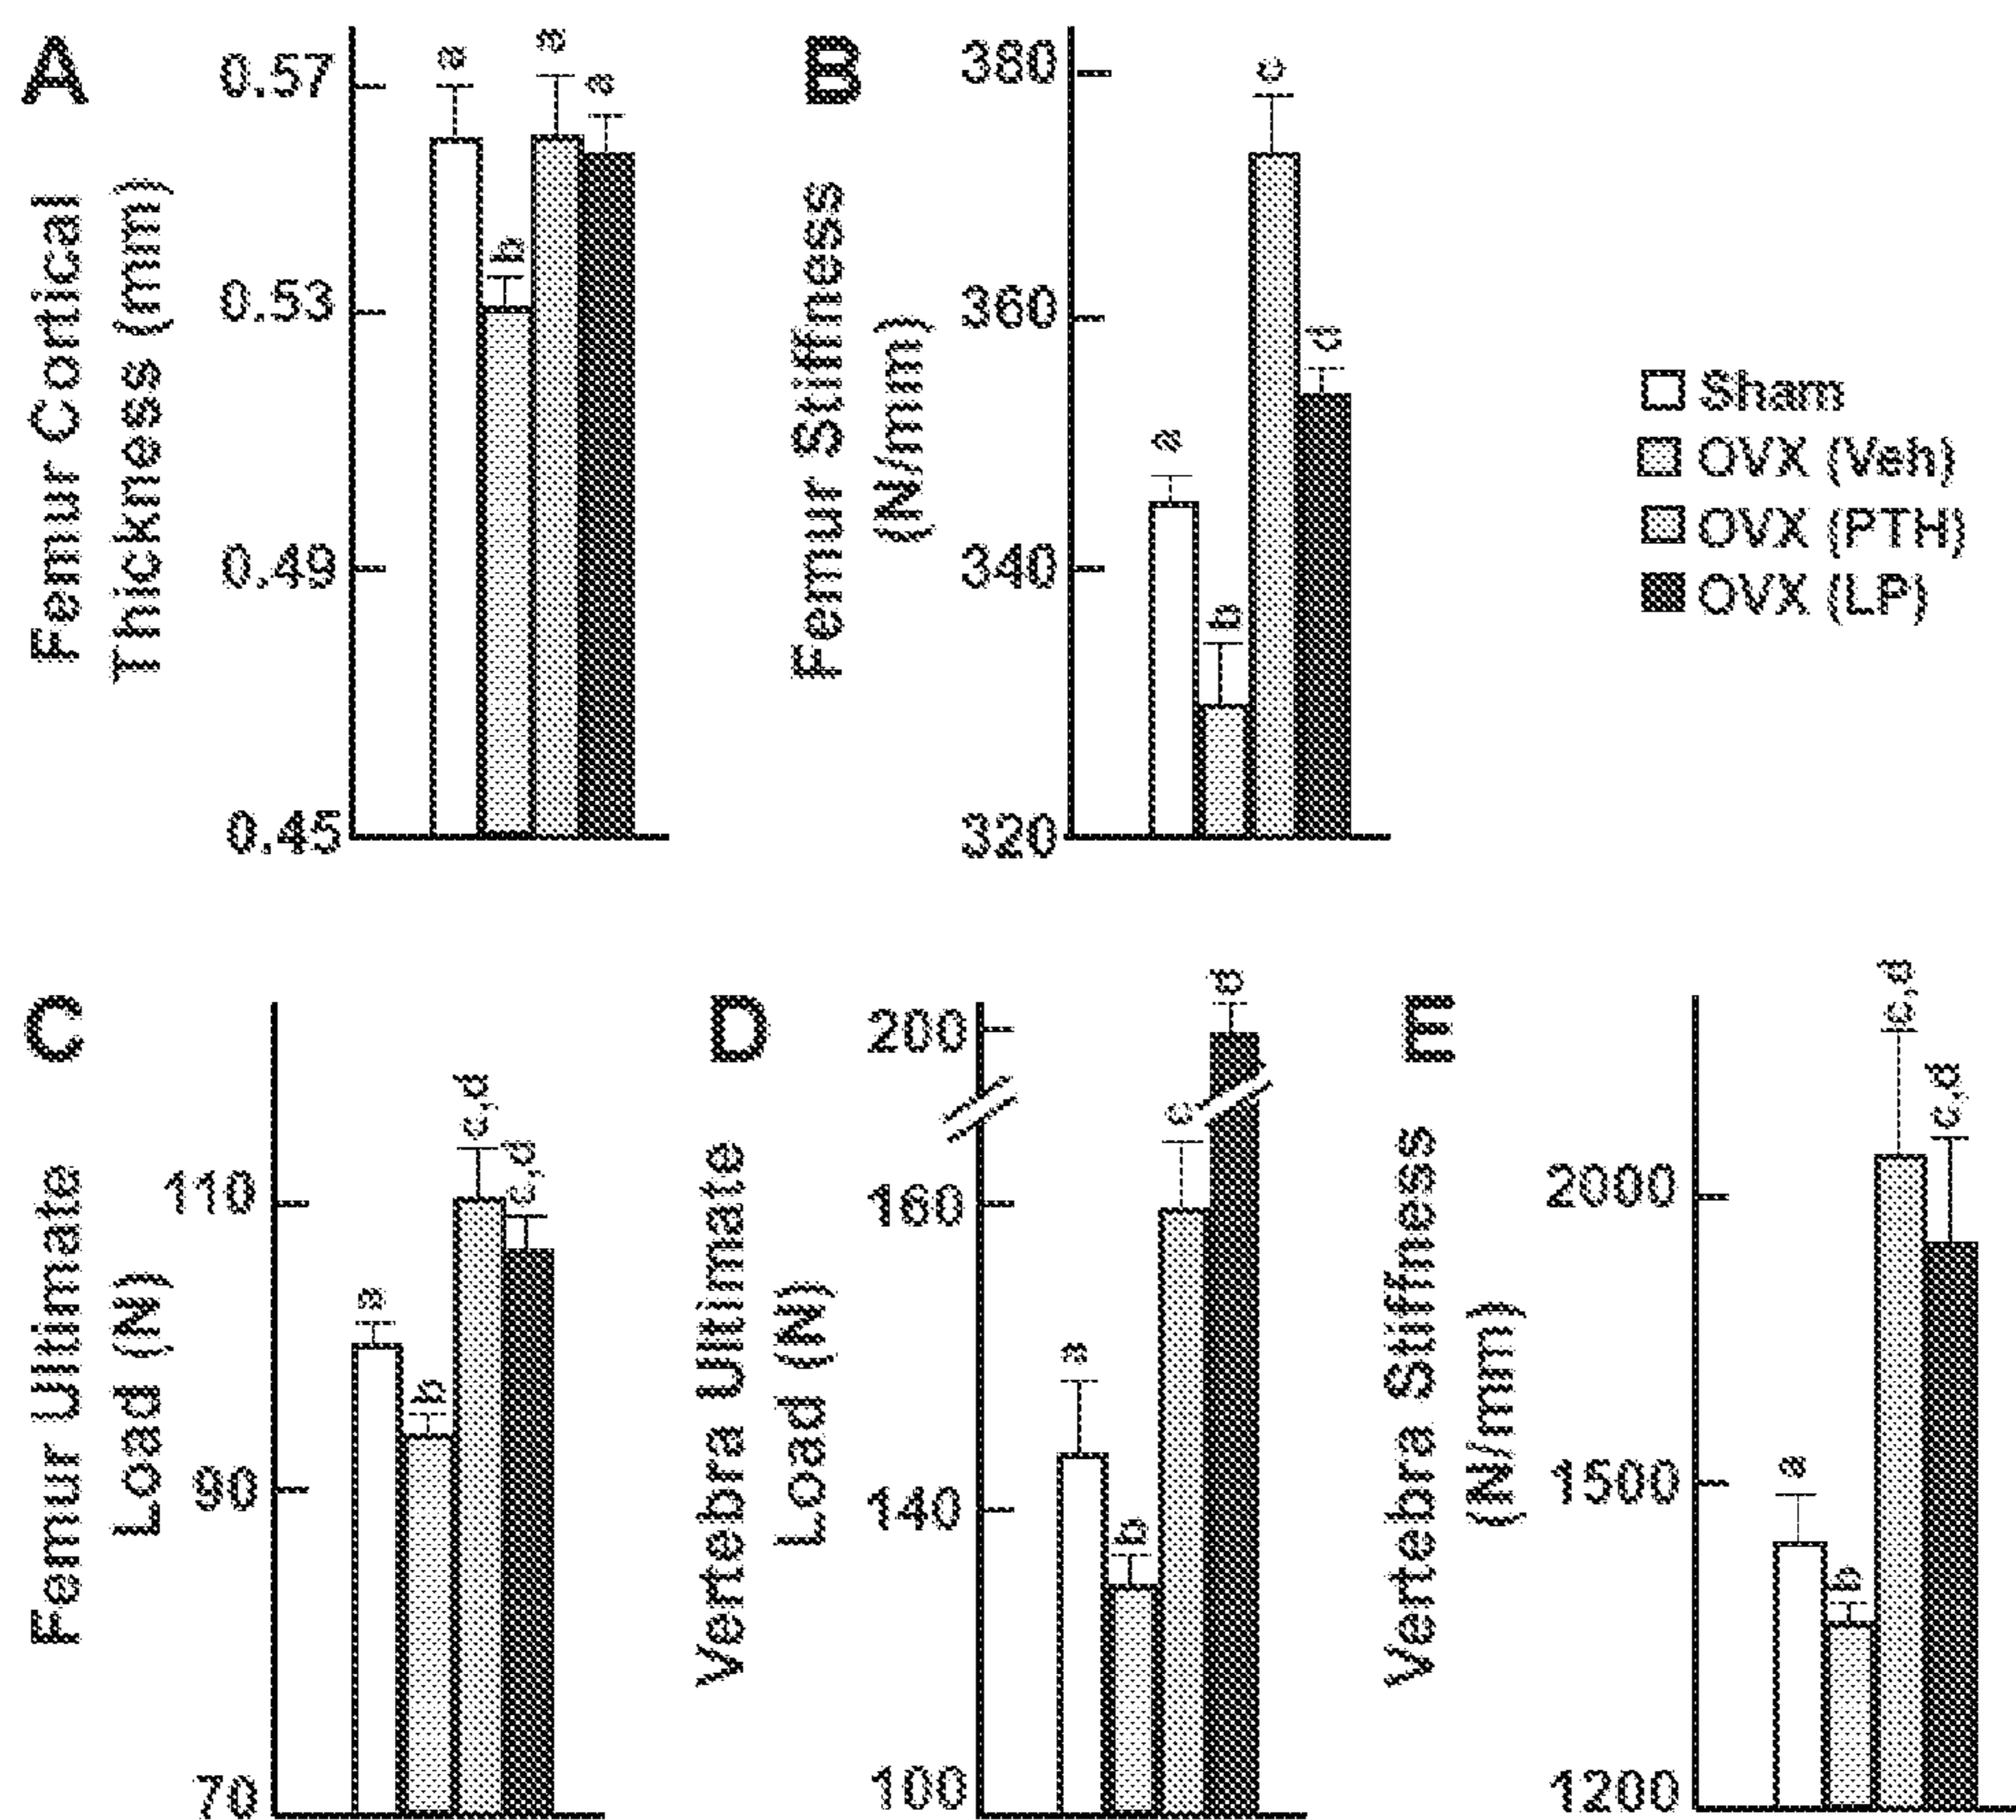 A
Femur Cortical
Thickness (mm)
0.57
0.53
0.49
0.45
a
b
a
a
B
Femur Stiffness
(N/mm)
380
360
340
320
a
b
c
d
Sham
OVX (Veh)
OVX (PTH)
OVX (LP)
C
Femur Ultimate
Load (N)
110
90
70
a
b
c,d
c,d
D
Vertebra Ultimate
Load (N)
200
160
140
100
a
b
c
d
E
Vertebra Stiffness
(N/mm)
2000
1500
1200
a
b
c,d
c,d